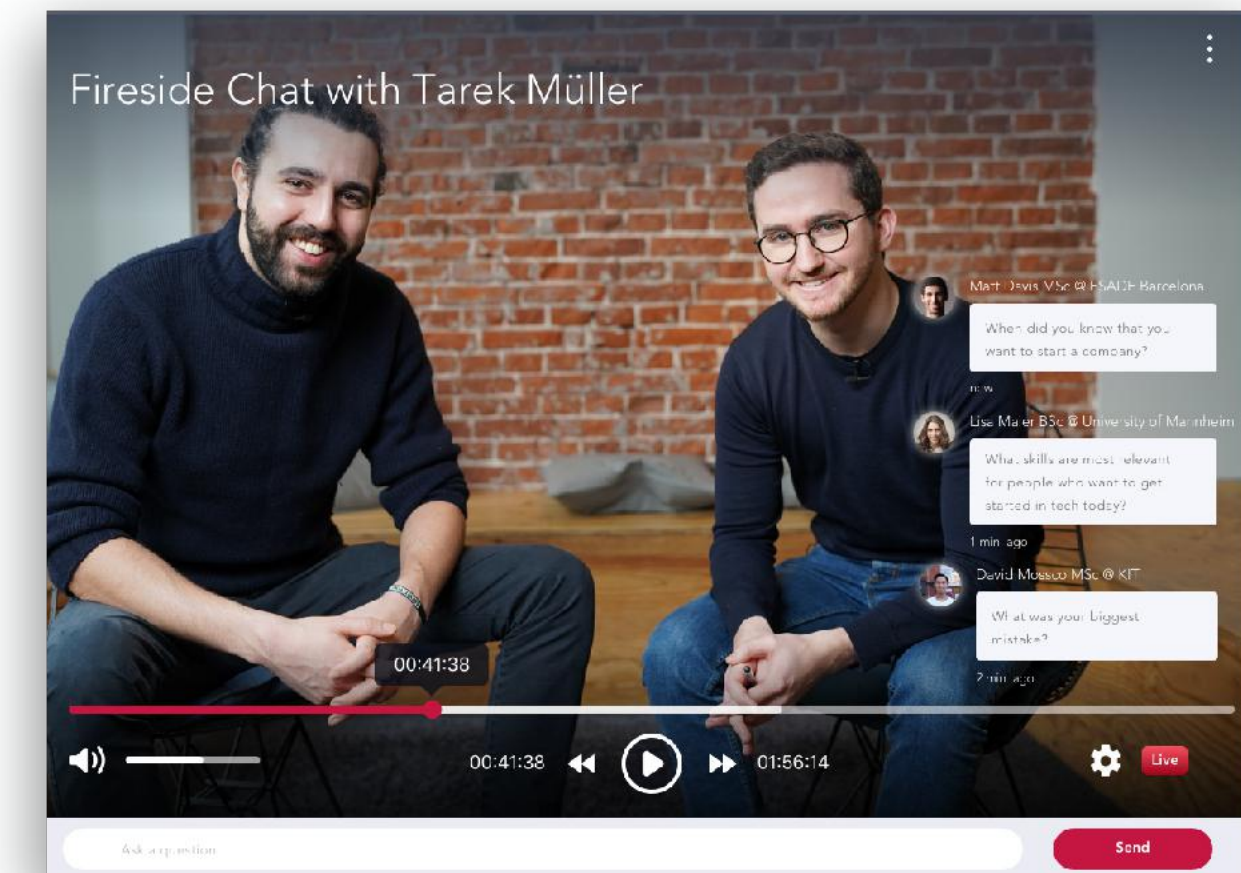 Fireside Chat with Tarek Müller
Matt Davis MSc @ ESADE Barcelona
When did you know that you
want to start a company?
now
Lisa Maier BSc @ University of Mannheim
What skills are most relevant
for people who want to get
started in tech today?
1 min ago
David Mossco MSc @ KIT
What was your biggest
mistake?
2 min ago
00:41:38
00:41:38
01:56:14
Live
Ask a question
Send